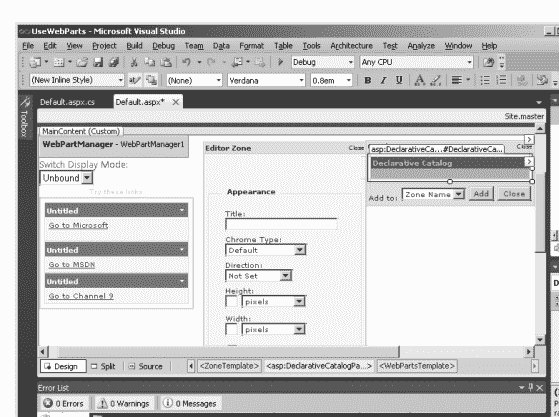 UseWebParts - Microsoft Visual Studio
File Edit View Project Build Debug Team Data Format Table Tools Architecture Test Analyze Window Help
Debug Any CPU
(New Inline Style) (None) Verdana 0.8em B I U
Default.aspx.cs Default.aspx* ×
Toolbox
Site.master
MainContent (Custom)
WebPartManager - WebPartManager1
Switch Display Mode:
Unbound
Try these links
Untitled
Go to Microsoft
Untitled
Go to MSDN
Untitled
Go to Channel 9
Editor Zone Close
Appearance
Title:
Chrome Type:
Default
Direction:
Not Set
Height:
pixels
Width:
pixels
Close
asp:DeclarativeCa...#DeclarativeCa...
Declarative Catalog
Add to: Zone Name Add Close
Design Split Source <ZoneTemplate> <asp:DeclarativeCatalogPa...> <WebPartsTemplate>
Error List
0 Errors 0 Warnings 0 Messages